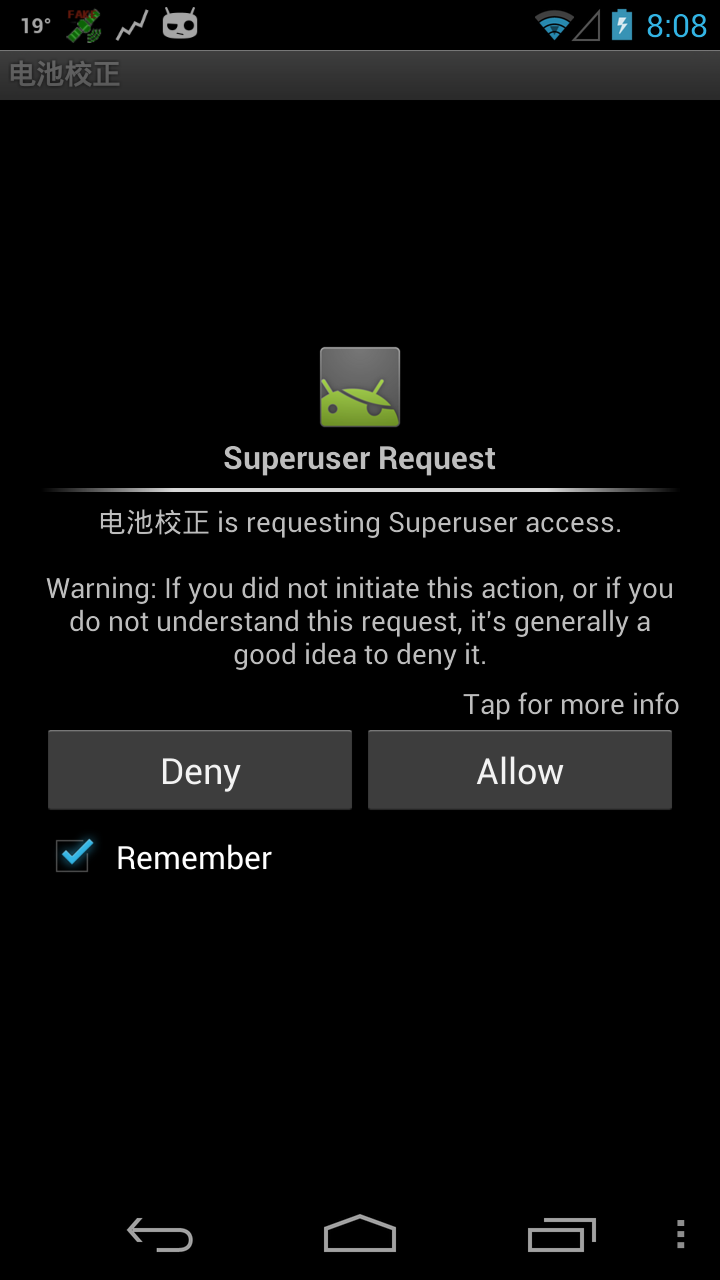 19° FAKE 8:08
电池校正
Superuser Request
电池校正 is requesting Superuser access.
Warning: If you did not initiate this action, or if you
do not understand this request, it's generally a
good idea to deny it.
Tap for more info
Deny Allow
Remember